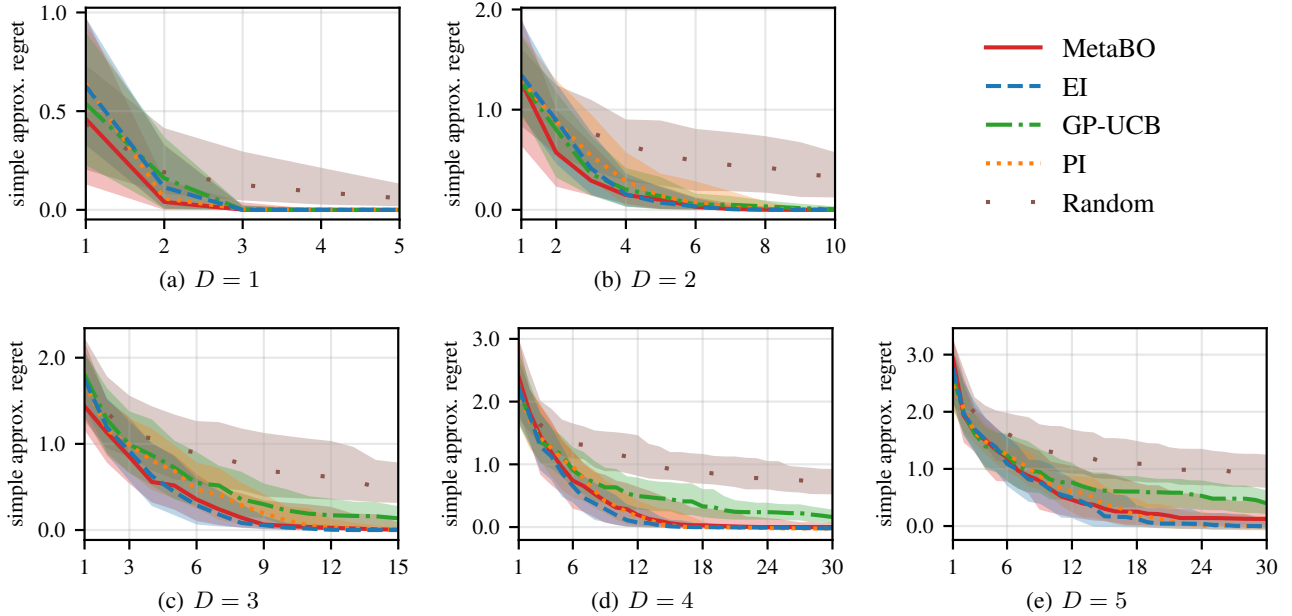 simple approx. regret
1.0
0.5
0.0
1 2 3 4 5
(a) D = 1
simple approx. regret
2.0
1.0
0.0
1 2 4 6 8 10
(b) D = 2
MetaBO
EI
GP-UCB
PI
Random
simple approx. regret
2.0
1.0
0.0
1 3 6 9 12 15
(c) D = 3
simple approx. regret
3.0
2.0
1.0
0.0
1 6 12 18 24 30
(d) D = 4
simple approx. regret
3.0
2.0
1.0
0.0
1 6 12 18 24 30
(e) D = 5